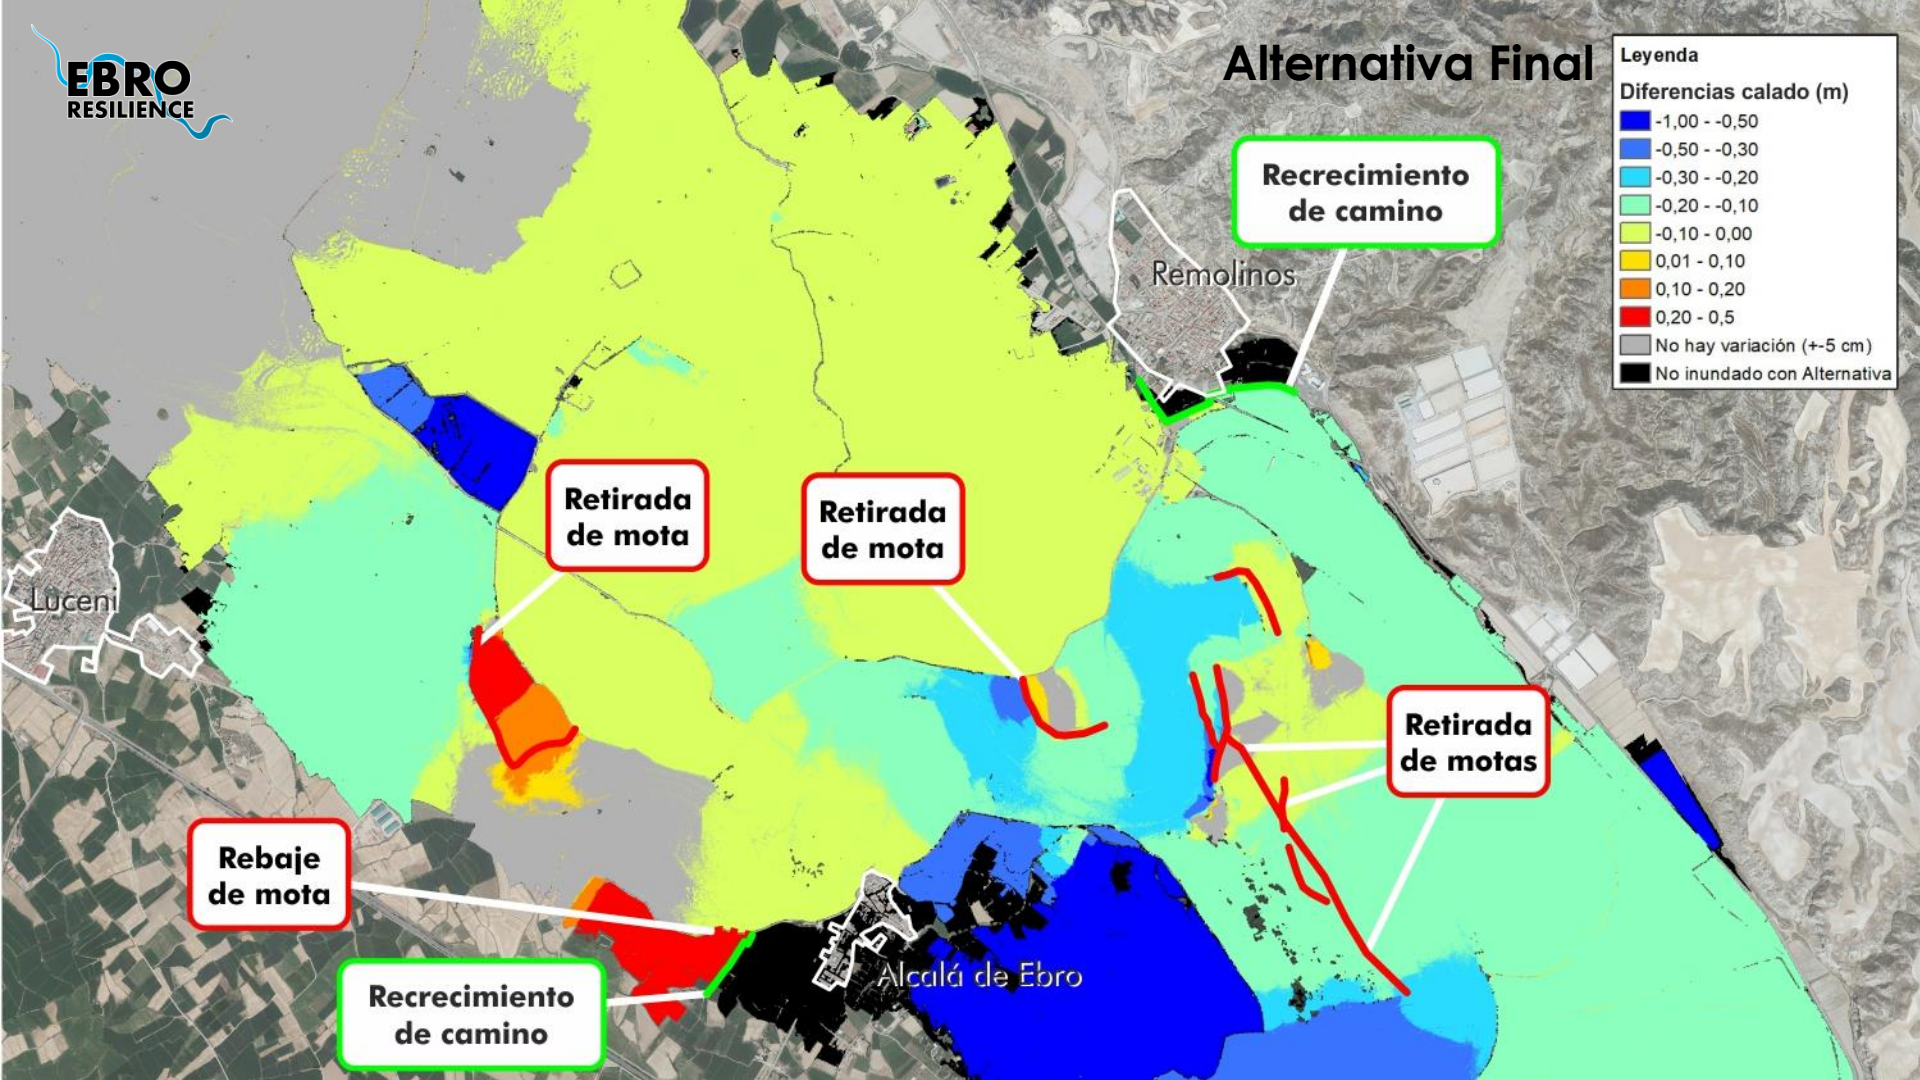 EBRO
RESILIENCE
Alternativa Final
Leyenda
Diferencias calado (m)
-1,00 - -0,50
-0,50 - -0,30
-0,30 - -0,20
-0,20 - -0,10
-0,10 - 0,00
0,01 - 0,10
0,10 - 0,20
0,20 - 0,5
No hay variación (+-5 cm)
No inundado con Alternativa
Recrecimiento
de camino
Remolinos
Retirada
de mota
Retirada
de mota
Luceni
Retirada
de motas
Rebaje
de mota
Alcalá de Ebro
Recrecimiento
de camino